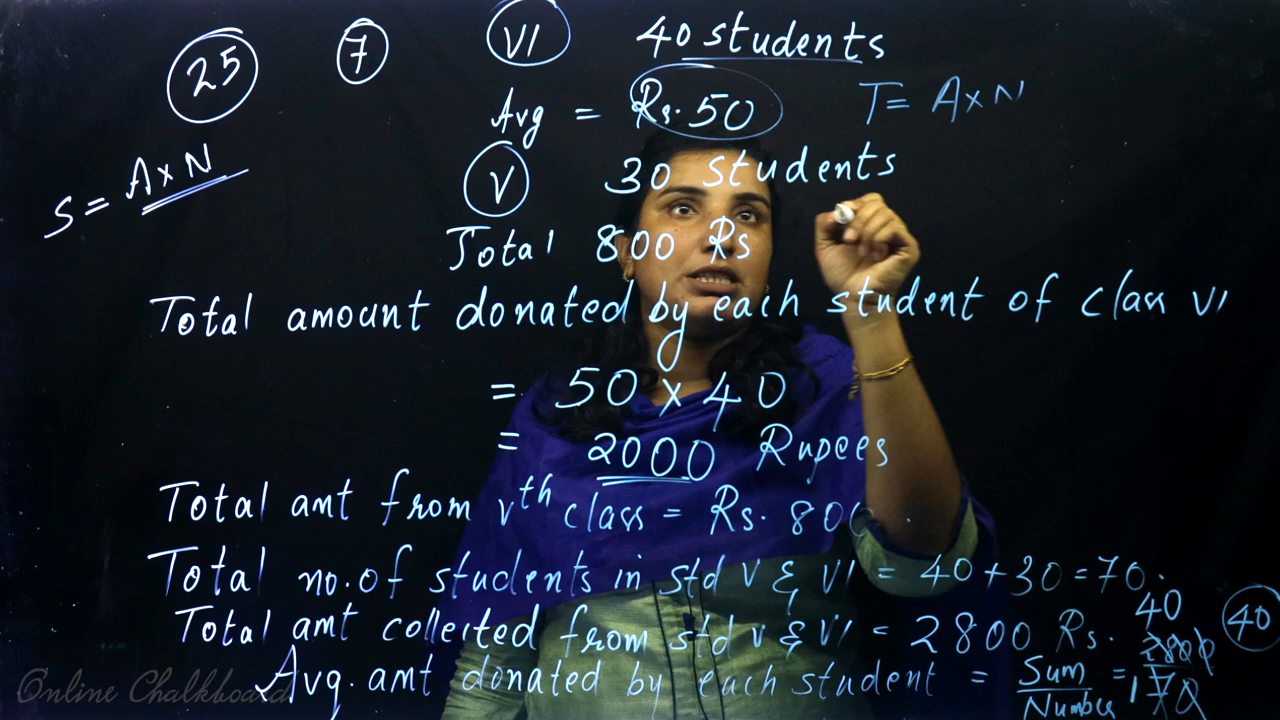 25 7 VI 40 students
Avg = Rs. 50 T = A x N
S = A x N
V 30 students
Total 800 Rs
Total amount donated by each student of class VI
= 50 x 40
= 2000 Rupees
Total amt from vth class = Rs. 800.
Total no. of students in std V & VI = 40 + 30 = 70.
Total amt collected from std V & VI = 2800 Rs. 40 40
Avg. amt donated by each student = Sum / Number = 2800 / 70
Online Chalkboard